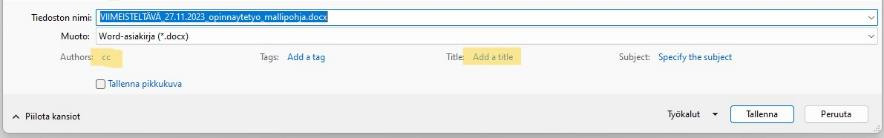 Tiedoston nimi: VIIMEISTELTÄVÄ_27.11.2023_opinnaytetyo_mallipohja.docx
Muoto: Word-asiakirja (*.docx)
Authors: cc Tags: Add a tag Title: Add a title Subject: Specify the subject
Tallenna pikkukuva
Piilota kansiot Työkalut Tallenna Peruuta